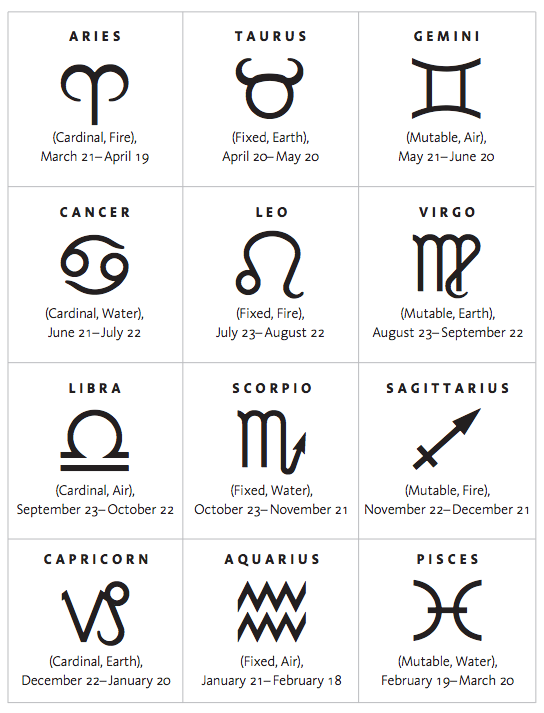 ARIES
(Cardinal, Fire),
March 21–April 19
TAURUS
(Fixed, Earth),
April 20–May 20
GEMINI
(Mutable, Air),
May 21–June 20
CANCER
(Cardinal, Water),
June 21–July 22
LEO
(Fixed, Fire),
July 23–August 22
VIRGO
(Mutable, Earth),
August 23–September 22
LIBRA
(Cardinal, Air),
September 23–October 22
SCORPIO
(Fixed, Water),
October 23–November 21
SAGITTARIUS
(Mutable, Fire),
November 22–December 21
CAPRICORN
(Cardinal, Earth),
December 22–January 20
AQUARIUS
(Fixed, Air),
January 21–February 18
PISCES
(Mutable, Water),
February 19–March 20